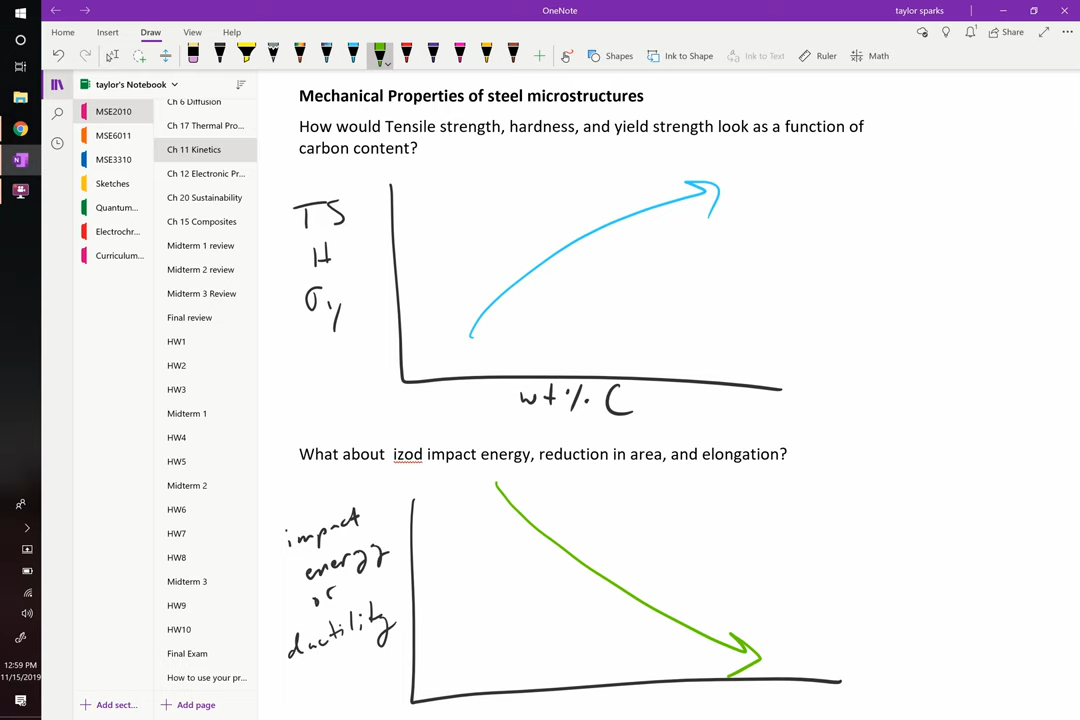 OneNote
taylor sparks
Home
Insert
Draw
View
Help
Shapes
Ink to Shape
Ink to Text
Ruler
Math
Share
taylor's Notebook
MSE2010
MSE6011
MSE3310
Sketches
Quantum...
Electrochr...
Curriculum...
Ch 6 Diffusion
Ch 17 Thermal Pro...
Ch 11 Kinetics
Ch 12 Electronic Pr...
Ch 20 Sustainability
Ch 15 Composites
Midterm 1 review
Midterm 2 review
Midterm 3 Review
Final review
HW1
HW2
HW3
Midterm 1
HW4
HW5
Midterm 2
HW6
HW7
HW8
Midterm 3
HW9
HW10
Final Exam
How to use your pr...
Add sect...
Add page
Mechanical Properties of steel microstructures
How would Tensile strength, hardness, and yield strength look as a function of
carbon content?
TS
H
σy
wt% C
What about izod impact energy, reduction in area, and elongation?
impact
energy
or
ductility
12:59 PM
11/15/2019